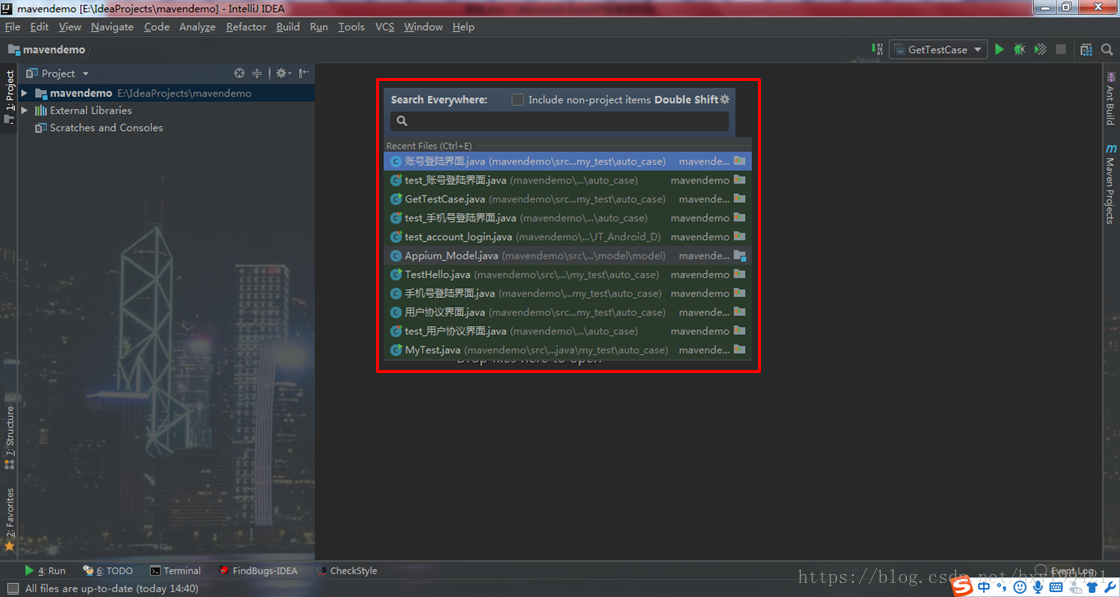 mavendemo [E:\IdeaProjects\mavendemo] - IntelliJ IDEA
File Edit View Navigate Code Analyze Refactor Build Run Tools VCS Window Help
mavendemo
GetTestCase
1: Project
Project
mavendemo E:\IdeaProjects\mavendemo
External Libraries
Scratches and Consoles
Search Everywhere: Include non-project items Double Shift
Recent Files (Ctrl+E)
账号登陆界面.java (mavendemo\src...my_test\auto_case) mavende...
test_账号登陆界面.java (mavendemo\...\auto_case) mavendemo
GetTestCase.java (mavendemo\src...my_test\auto_case) mavende...
test_手机号登陆界面.java (mavendemo\...\auto_case) mavendemo
test_account_login.java (mavendemo\...\JT_Android_D) mavendemo
Appium_Model.java (mavendemo\src\...\model\model) mavende...
TestHello.java (mavendemo\src\...my_test\auto_case) mavende...
手机号登陆界面.java (mavendemo\...my_test\auto_case) mavendemo
用户协议界面.java (mavendemo\src...my_test\auto_case) mavende...
test_用户协议界面.java (mavendemo\...\auto_case) mavendemo
MyTest.java (mavendemo\src\...java\my_test\auto_case) mavende...
Drop files here to open
Ant Build
m Maven Projects
7: Structure
2: Favorites
4: Run 6: TODO Terminal FindBugs-IDEA CheckStyle Event Log
All files are up-to-date (today 14:40)
中